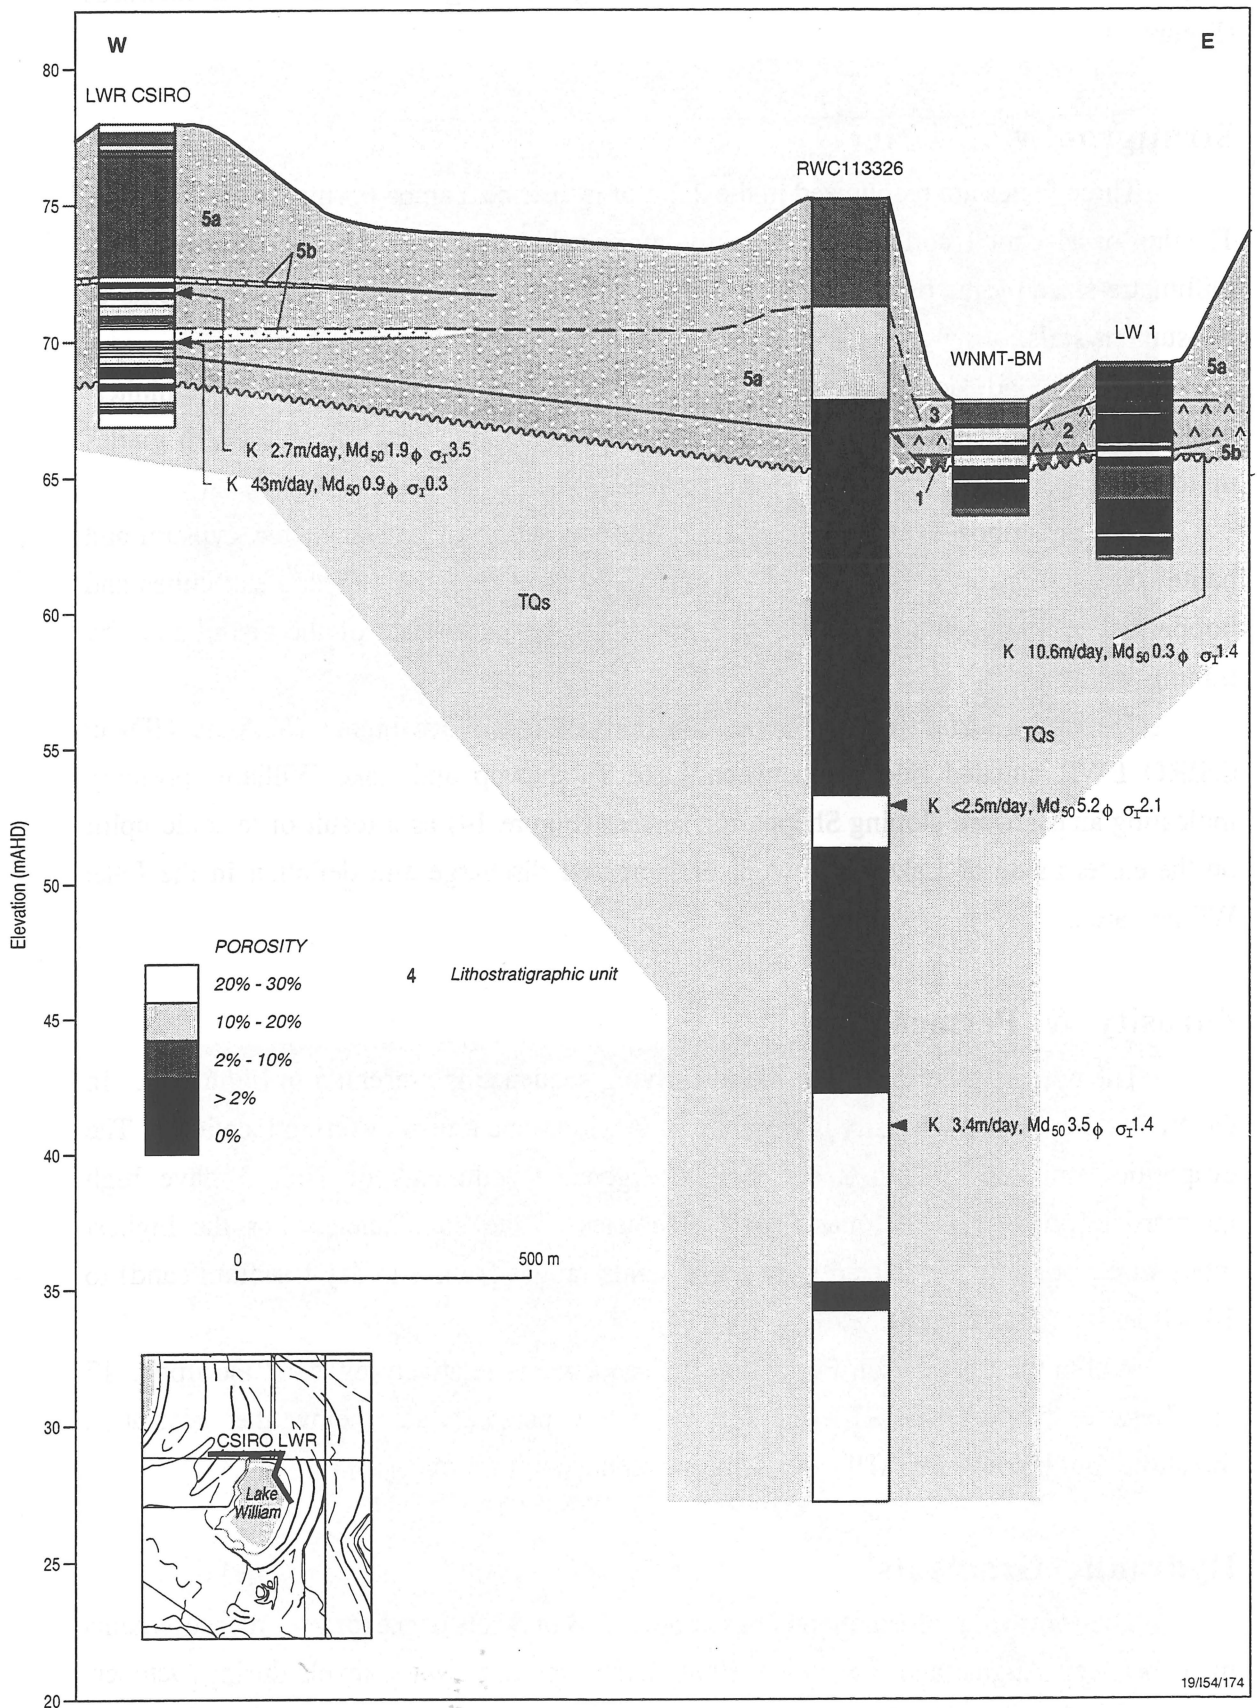 W E
80
LWR CSIRO
RWC113326
75
5a
5b
70
LW 1
WNMT-BM
5a
5a
3
2
5b
K 2.7m/day, Md50 1.9ϕ σI 3.5
K 43m/day, Md50 0.9ϕ σI 0.3
65
1
60
TQs
K 10.6m/day, Md50 0.3ϕ σI 1.4
55
TQs
K <2.5m/day, Md50 5.2ϕ σI 2.1
50
Elevation (mAHD)
POROSITY
20% - 30%
10% - 20%
2% - 10%
> 2%
0%
4 Lithostratigraphic unit
45
K 3.4m/day, Md50 3.5ϕ σI 1.4
40
0 500 m
35
30
CSIRO LWR
Lake
William
25
20
19/I54/174